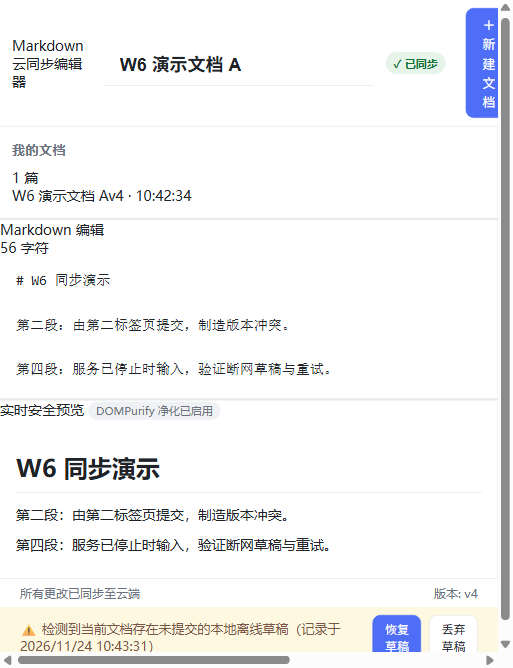 Markdown
云同步编辑
器
W6 演示文档 A
✓ 已同步
＋
新
建
文
档
我的文档
1 篇
W6 演示文档 Av4 · 10:42:34
Markdown 编辑
56 字符
# W6 同步演示
第二段：由第二标签页提交，制造版本冲突。
第四段：服务已停止时输入，验证断网草稿与重试。
实时安全预览 DOMPurify 净化已启用
W6 同步演示
第二段：由第二标签页提交，制造版本冲突。
第四段：服务已停止时输入，验证断网草稿与重试。
所有更改已同步至云端 版本: v4
⚠️ 检测到当前文档存在未提交的本地离线草稿（记录于
2026/11/24 10:43:31）
恢复
草稿
丢弃
草稿